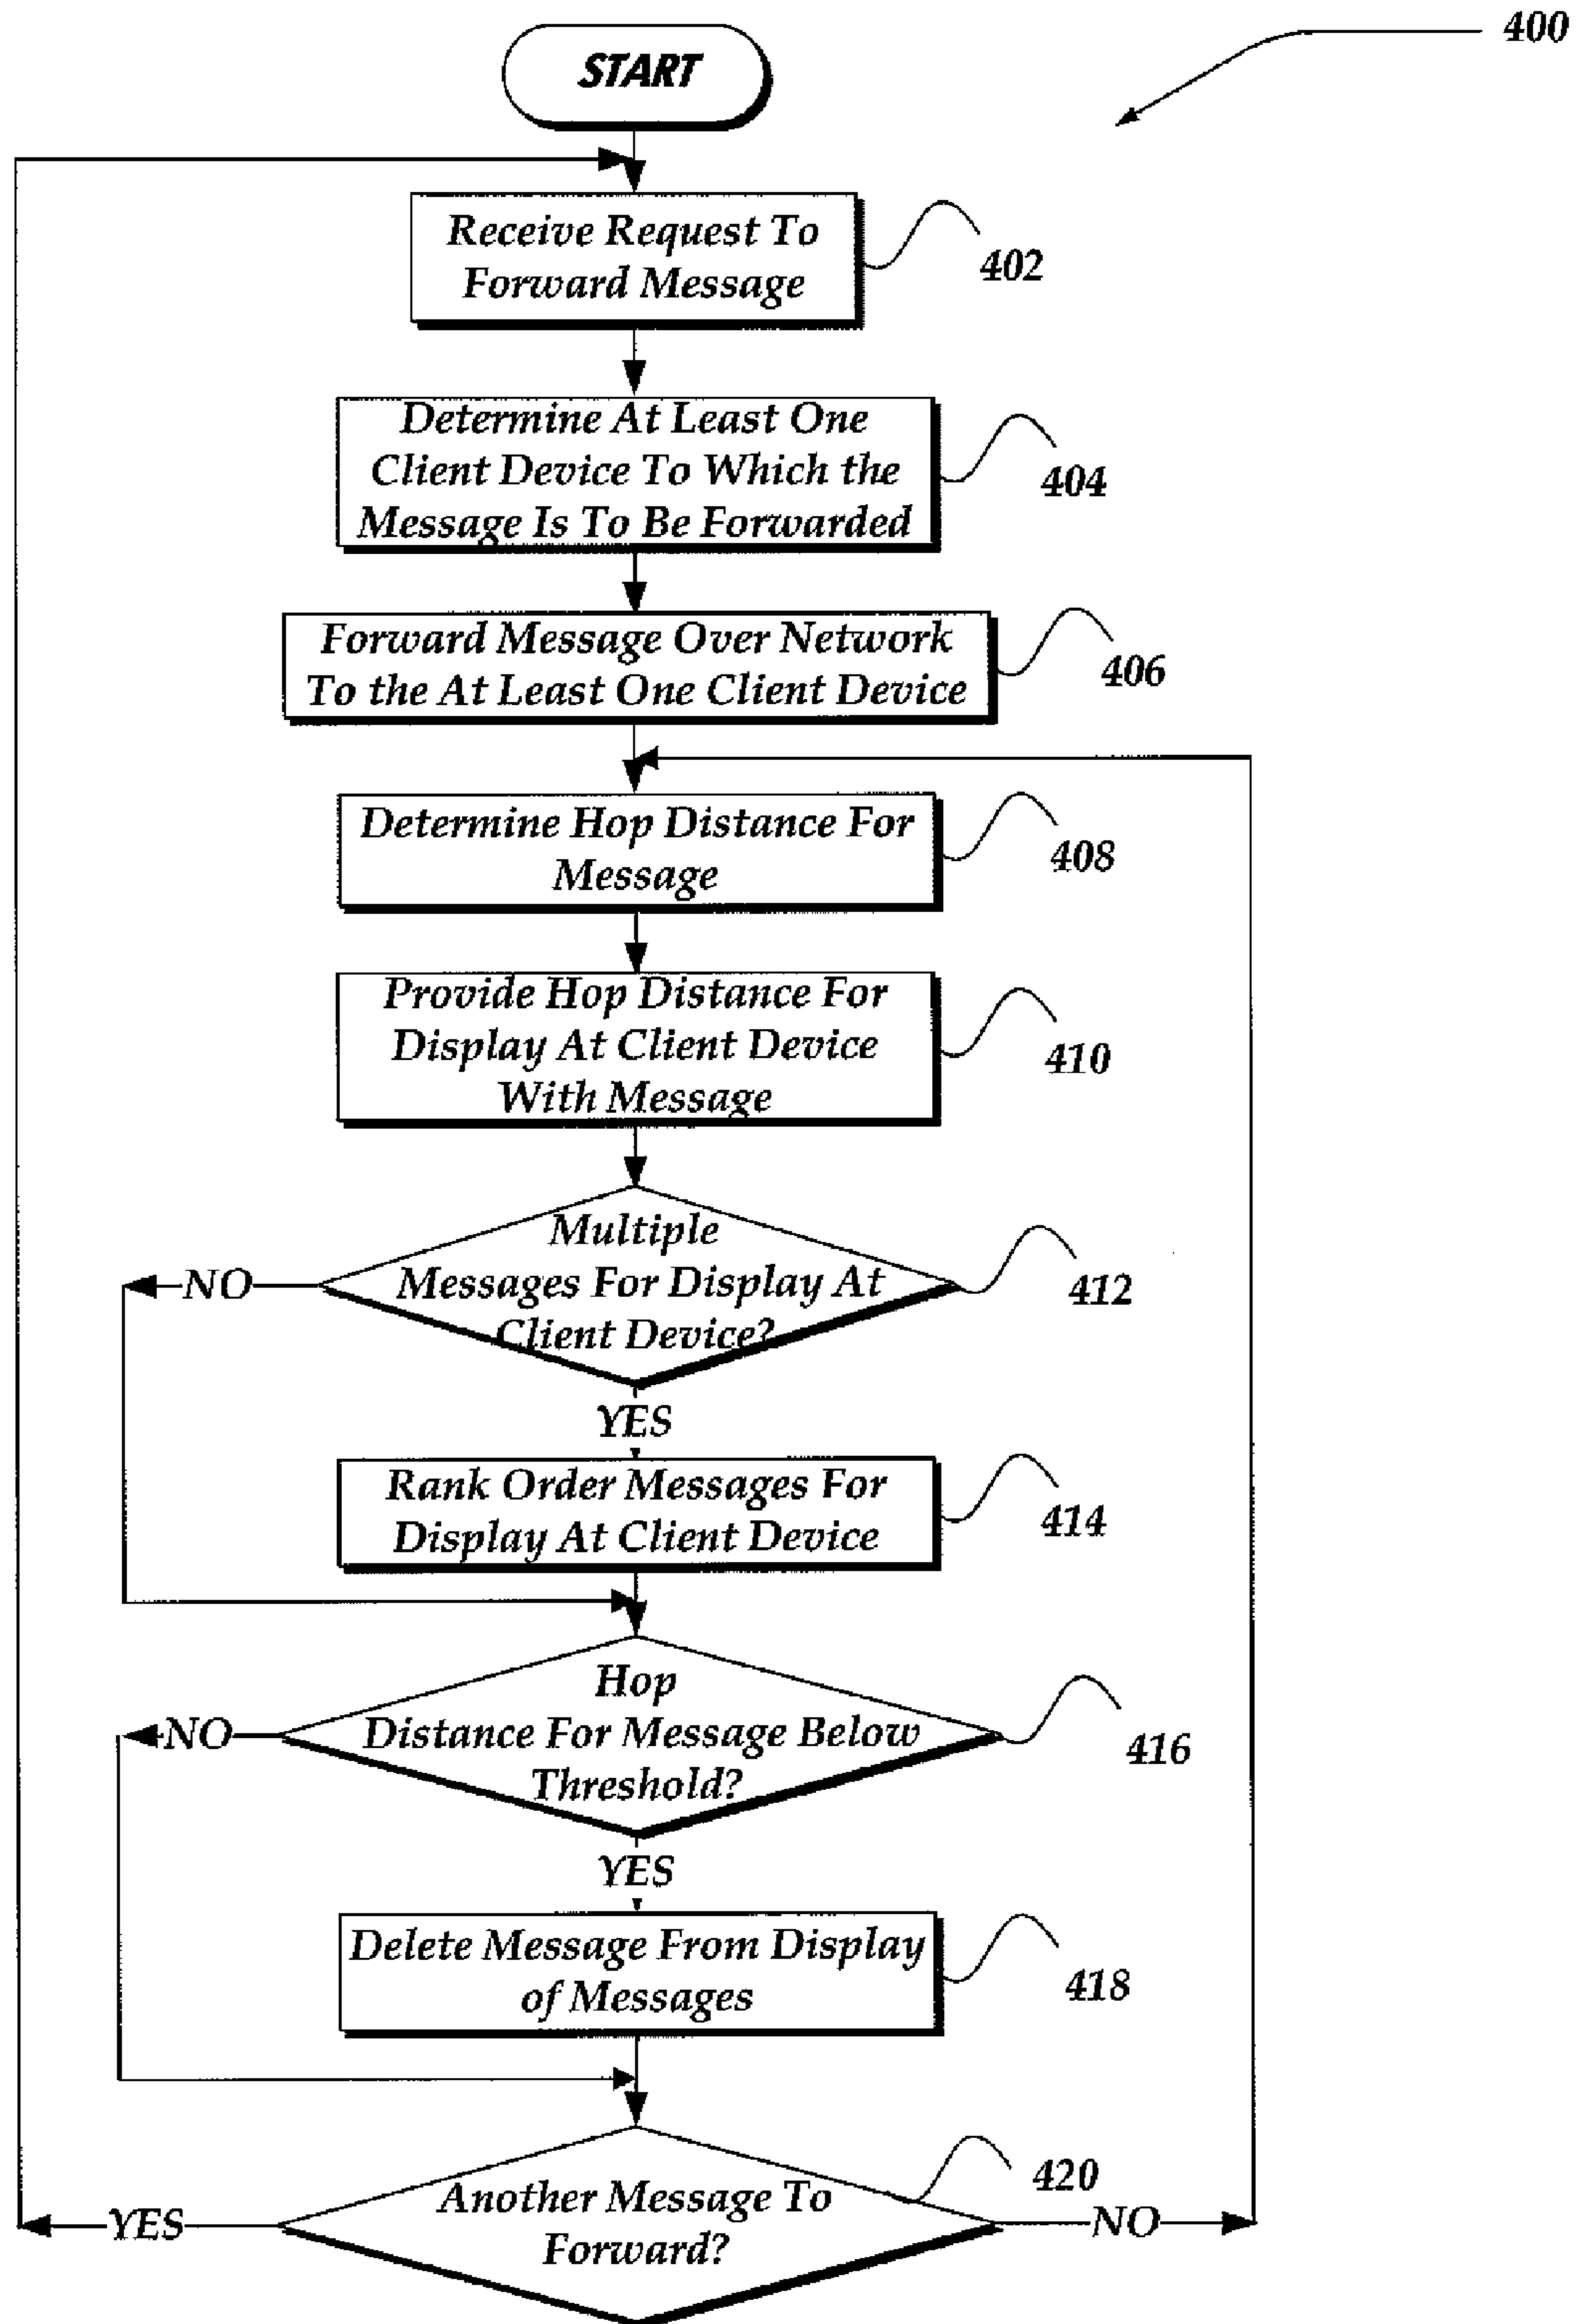 400
START
Receive Request To
Forward Message
402
Determine At Least One
Client Device To Which the
Message Is To Be Forwarded
404
Forward Message Over Network
To the At Least One Client Device
406
Determine Hop Distance For
Message
408
Provide Hop Distance For
Display At Client Device
With Message
410
Multiple
Messages For Display At
Client Device?
412
NO
YES
Rank Order Messages For
Display At Client Device
414
Hop
Distance For Message Below
Threshold?
416
NO
YES
Delete Message From Display
of Messages
418
Another Message To
Forward?
420
YES
NO